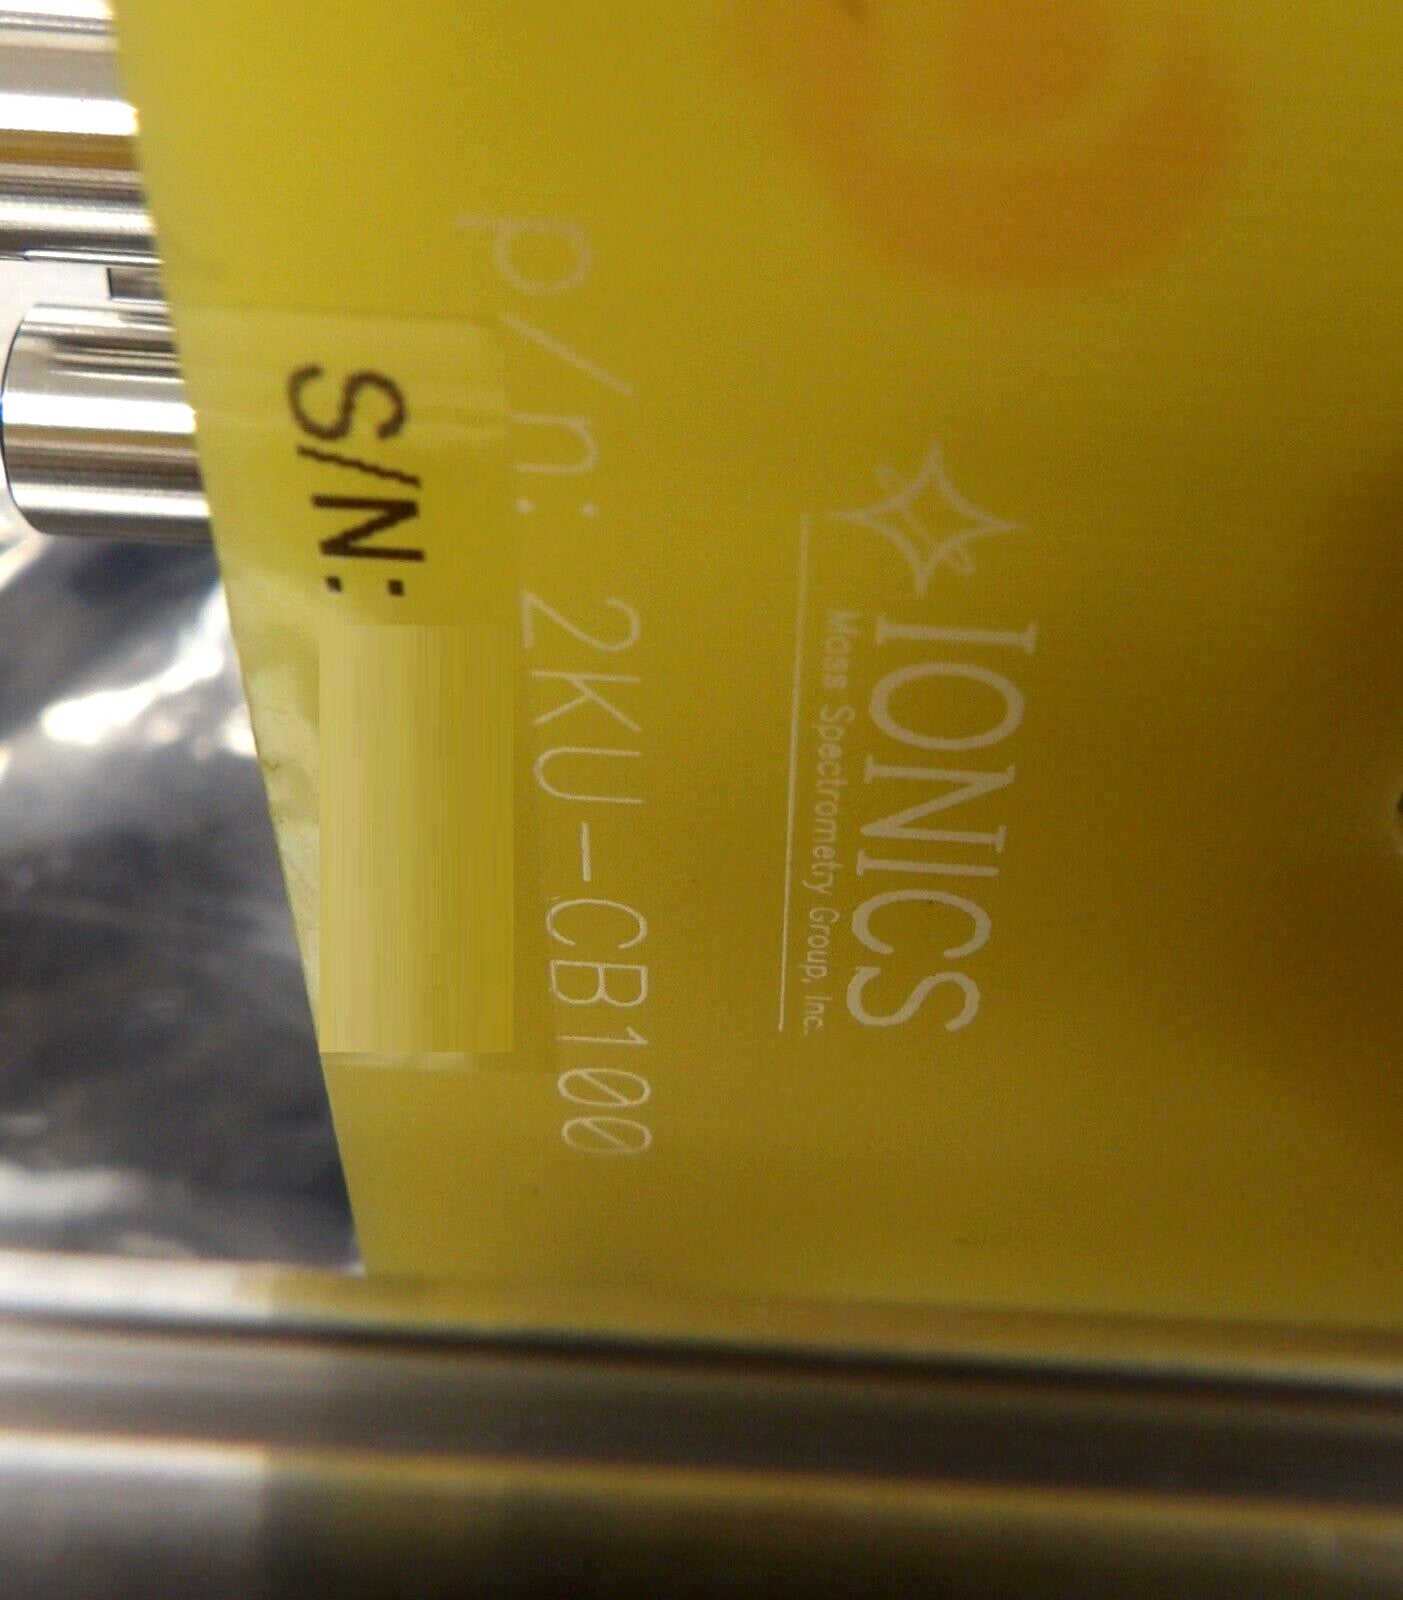 IONICS
Mass Spectrometry Group, Inc.
p/n: 2KU-CB100
S/N: